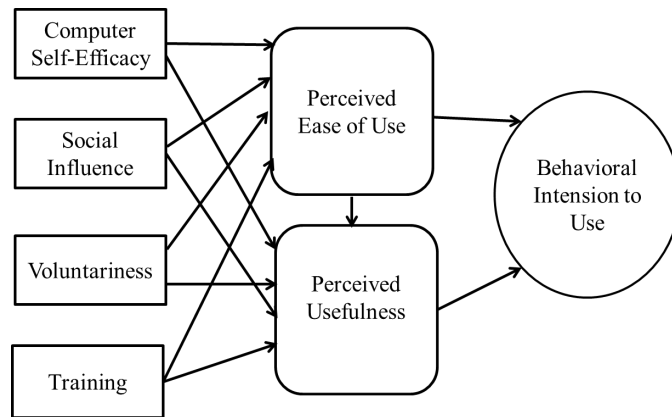 Computer
Self-Efficacy
Social
Influence
Voluntariness
Training
Perceived
Ease of Use
Perceived
Usefulness
Behavioral
Intension to
Use